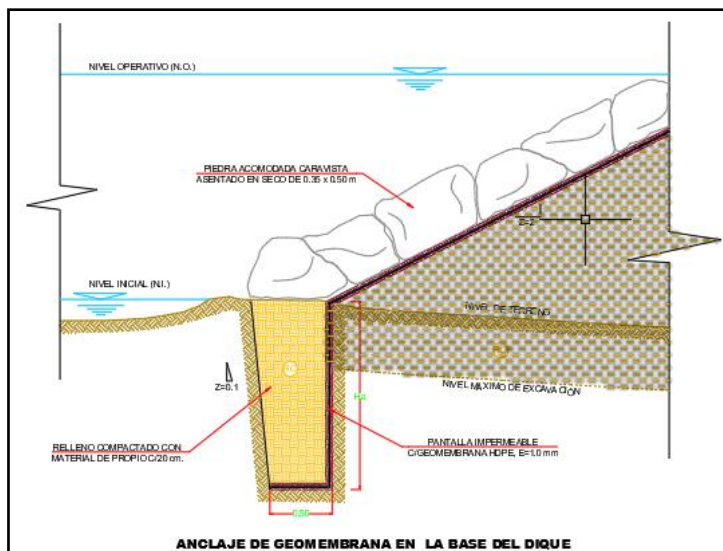 NIVEL OPERATIVO (N.O.)
PIEDRA ACOMODADA CARAVISTA
ASENTADO EN SECO DE 0.35 x 0.50 m
Z=2
NIVEL INICIAL (N.I.)
NIVEL DE TERRENO
Z=0.1
NIVEL MAXIMO DE EXCAVACIÓN
RELLENO COMPACTADO CON
MATERIAL DE PROPIO C/20 cm.
PANTALLA IMPERMEABLE
C/GEOMEMBRANA HDPE, E=1.0 mm
ANCLAJE DE GEOMEMBRANA EN LA BASE DEL DIQUE